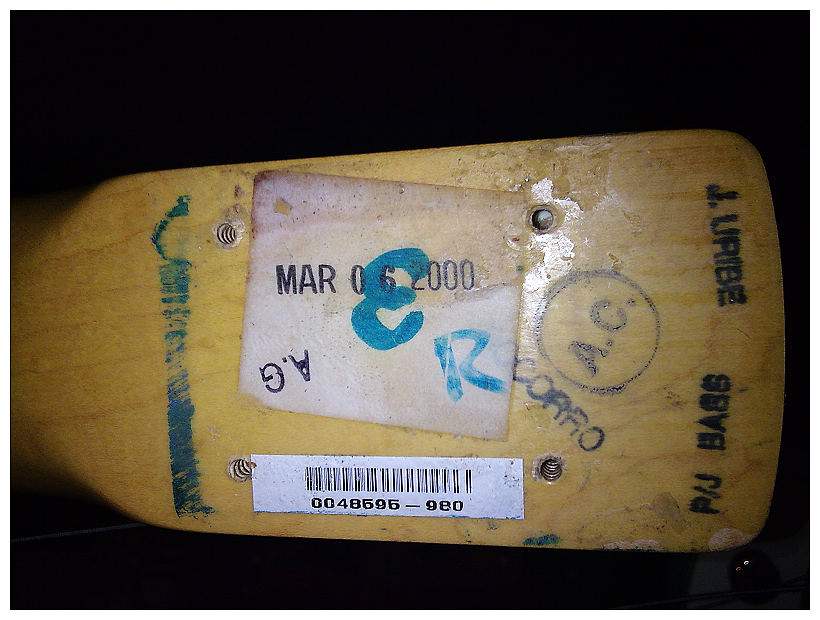 MAR 06 2000
3
R
A.G
CORRO
A.C.
J. URIBE
P/J BASS
0048595-980